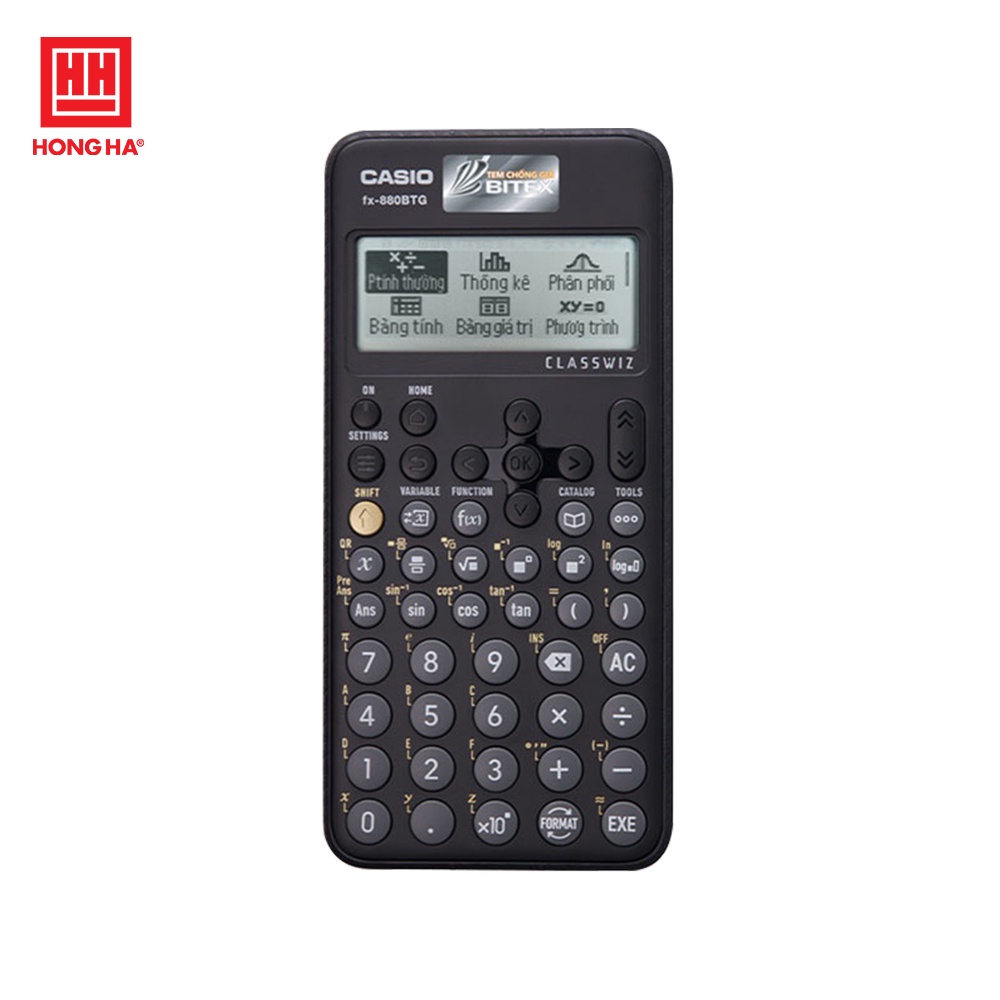 HH
HONG HA®
CASIO
fx-880BTG
TEM CHỐNG GIẢ
BITEX
Ptính thường Thống kê Phân phối
XY=0
Bảng tính Bảng giá trị Phương trình
CLASSWIZ
ON HOME
SETTINGS
OK
SHIFT VARIABLE FUNCTION CATALOG TOOLS
x f(x)
QR log ln
x √■ ■² log■□
Pre Ans sin⁻¹ cos⁻¹ tan⁻¹ = ,
Ans sin cos tan ( )
π e i INS OFF
7 8 9 AC
A B C
4 5 6 × ÷
D E F ° ′ ″ (−)
1 2 3 + −
x y z ≈
0 . ×10■ FORMAT EXE